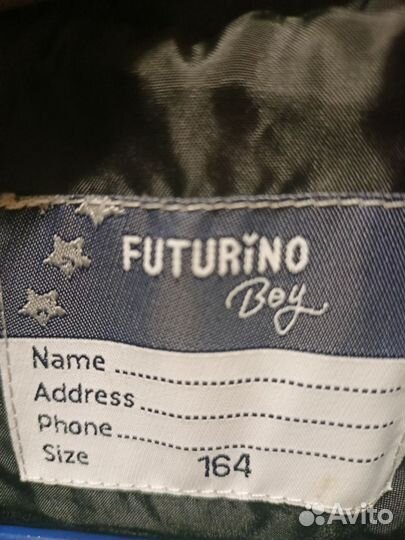 FUTURINO
Boy
Name
Address
Phone
Size 164
Avito